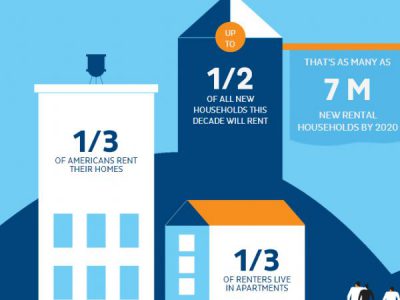 UP
TO
1/2
OF ALL NEW
HOUSEHOLDS THIS
DECADE WILL RENT
THAT'S AS MANY AS
7 M
NEW RENTAL
HOUSEHOLDS BY 2020
1/3
OF AMERICANS RENT
THEIR HOMES
1/3
OF RENTERS LIVE
IN APARTMENTS